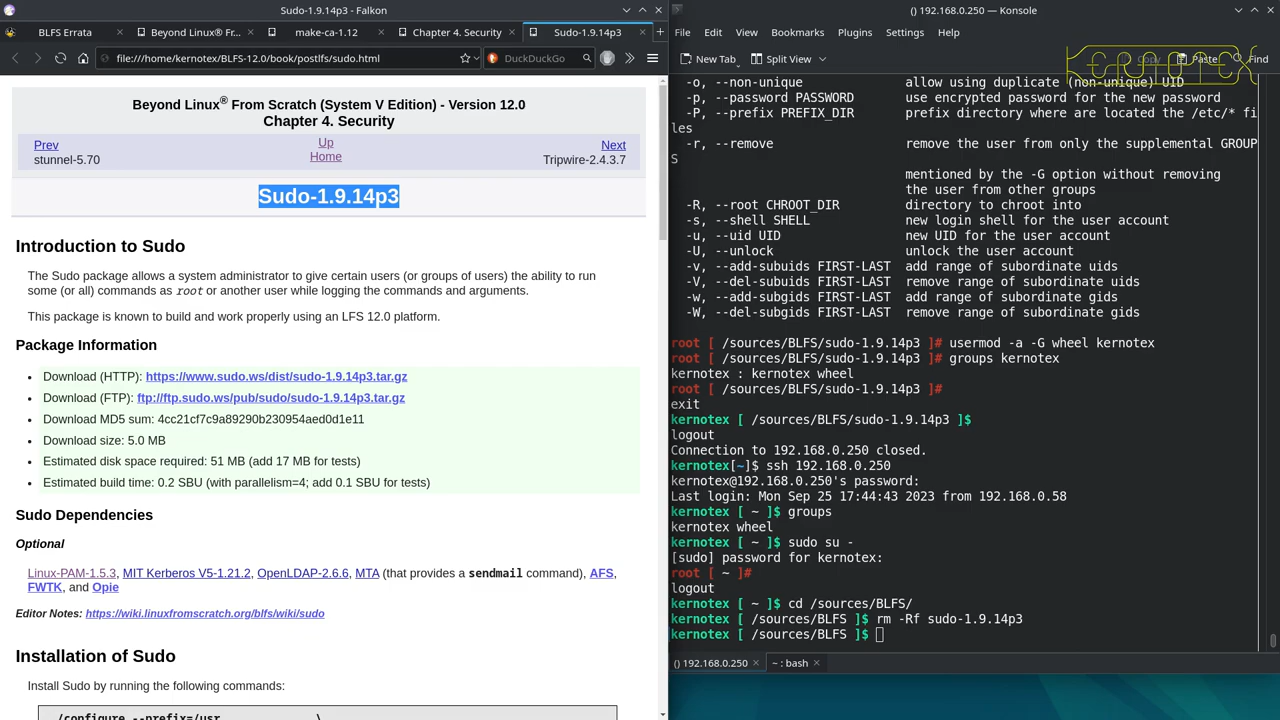 Sudo-1.9.14p3 - Falkon
BLFS Errata
Beyond Linux® Fr...
make-ca-1.12
Chapter 4. Security
Sudo-1.9.14p3
file:///home/kernotex/BLFS-12.0/book/postlfs/sudo.html
DuckDuckGo
Beyond Linux® From Scratch (System V Edition) - Version 12.0
Chapter 4. Security
Prev
Up
Next
stunnel-5.70
Home
Tripwire-2.4.3.7
Sudo-1.9.14p3
Introduction to Sudo
The Sudo package allows a system administrator to give certain users (or groups of users) the ability to run
some (or all) commands as root or another user while logging the commands and arguments.
This package is known to build and work properly using an LFS 12.0 platform.
Package Information
• Download (HTTP): https://www.sudo.ws/dist/sudo-1.9.14p3.tar.gz
• Download (FTP): ftp://ftp.sudo.ws/pub/sudo/sudo-1.9.14p3.tar.gz
• Download MD5 sum: 4cc21cf7c9a89290b230954aed0d1e11
• Download size: 5.0 MB
• Estimated disk space required: 51 MB (add 17 MB for tests)
• Estimated build time: 0.2 SBU (with parallelism=4; add 0.1 SBU for tests)
Sudo Dependencies
Optional
Linux-PAM-1.5.3, MIT Kerberos V5-1.21.2, OpenLDAP-2.6.6, MTA (that provides a sendmail command), AFS,
FWTK, and Opie
Editor Notes: https://wiki.linuxfromscratch.org/blfs/wiki/sudo
Installation of Sudo
Install Sudo by running the following commands:
./configure --prefix=/usr \
() 192.168.0.250 — Konsole
File Edit View Bookmarks Plugins Settings Help
New Tab Split View Copy Paste Find
KERNOTEX
-o, --non-unique allow using duplicate (non-unique) UID
-p, --password PASSWORD use encrypted password for the new password
-P, --prefix PREFIX_DIR prefix directory where are located the /etc/* fi
les
-r, --remove remove the user from only the supplemental GROUP
S
mentioned by the -G option without removing
the user from other groups
-R, --root CHROOT_DIR directory to chroot into
-s, --shell SHELL new login shell for the user account
-u, --uid UID new UID for the user account
-U, --unlock unlock the user account
-v, --add-subuids FIRST-LAST add range of subordinate uids
-V, --del-subuids FIRST-LAST remove range of subordinate uids
-w, --add-subgids FIRST-LAST add range of subordinate gids
-W, --del-subgids FIRST-LAST remove range of subordinate gids
root [ /sources/BLFS/sudo-1.9.14p3 ]# usermod -a -G wheel kernotex
root [ /sources/BLFS/sudo-1.9.14p3 ]# groups kernotex
kernotex : kernotex wheel
root [ /sources/BLFS/sudo-1.9.14p3 ]#
exit
kernotex [ /sources/BLFS/sudo-1.9.14p3 ]$
logout
Connection to 192.168.0.250 closed.
kernotex[~]$ ssh 192.168.0.250
kernotex@192.168.0.250's password:
Last login: Mon Sep 25 17:44:43 2023 from 192.168.0.58
kernotex [ ~ ]$ groups
kernotex wheel
kernotex [ ~ ]$ sudo su -
[sudo] password for kernotex:
root [ ~ ]#
logout
kernotex [ ~ ]$ cd /sources/BLFS/
kernotex [ /sources/BLFS ]$ rm -Rf sudo-1.9.14p3
kernotex [ /sources/BLFS ]$
() 192.168.0.250
~ : bash